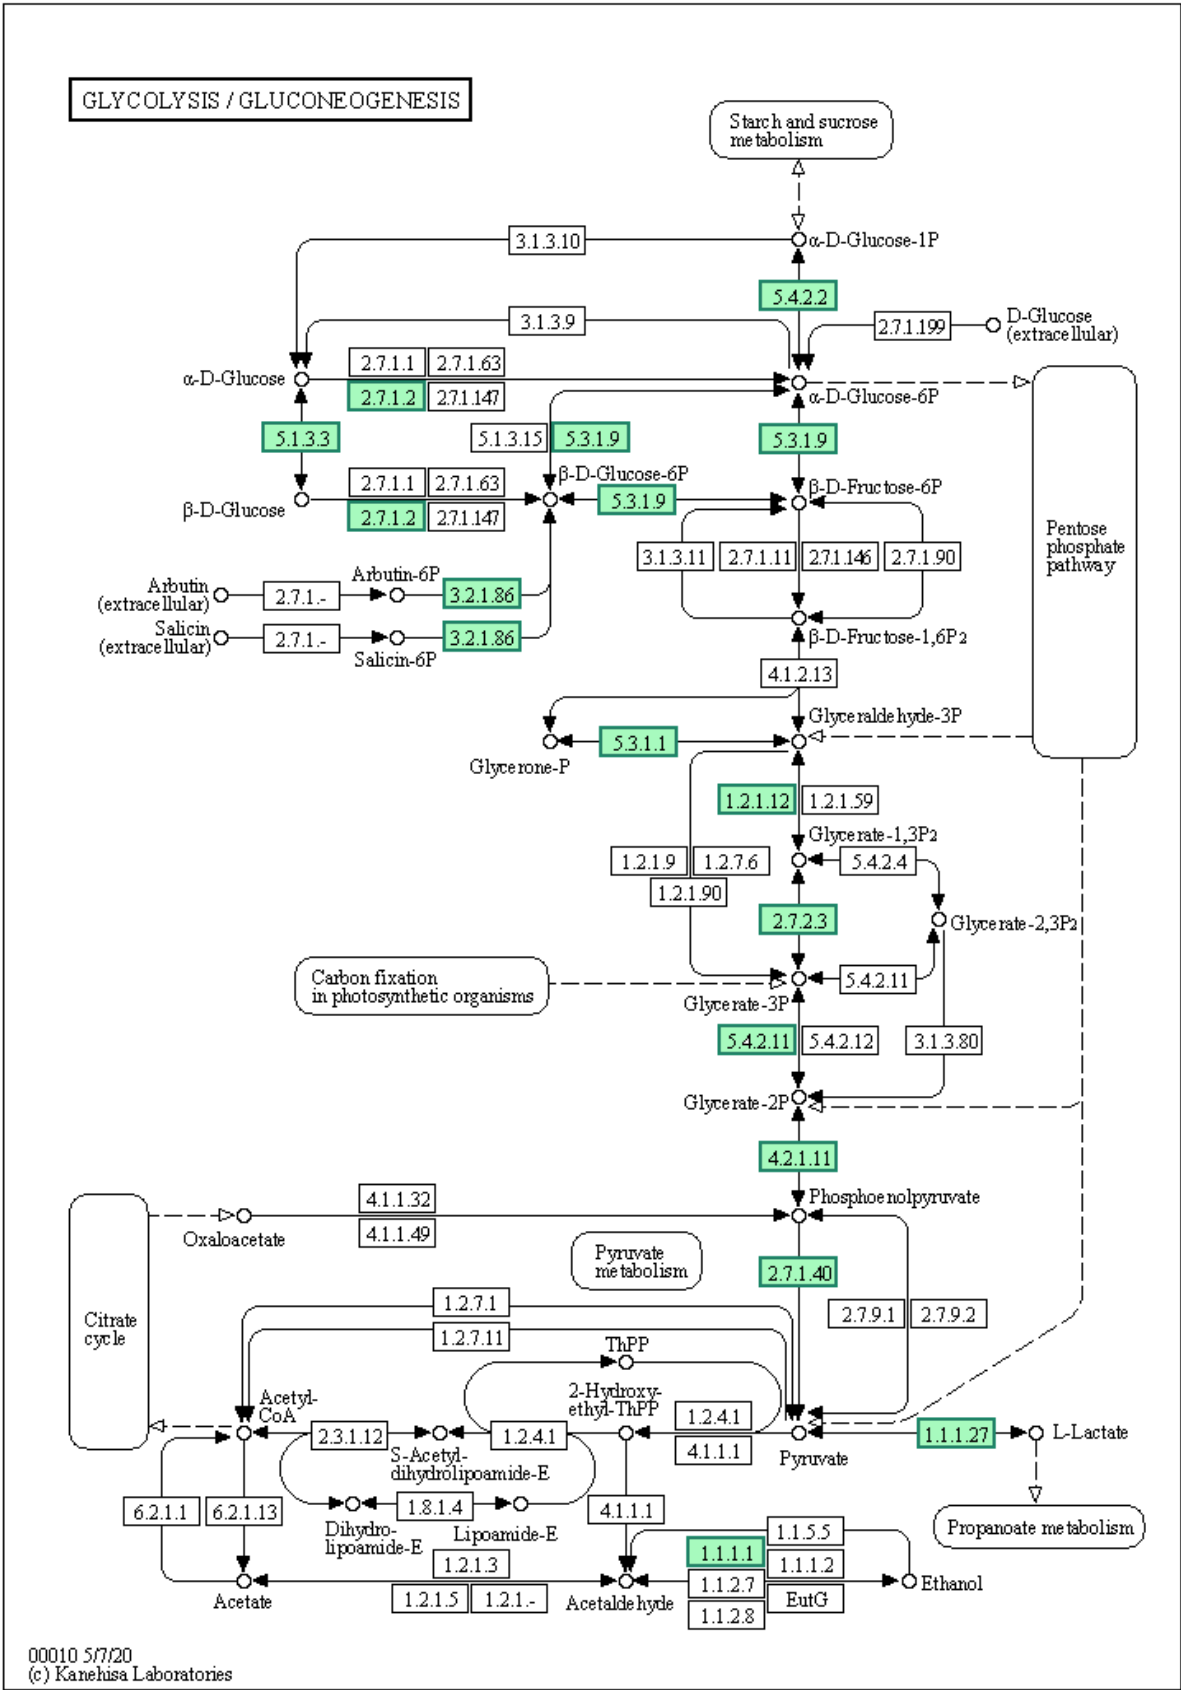 GLYCOLYSIS / GLUCONEOGENESIS
Starch and sucrose
metabolism
3.1.3.10
α-D-Glucose-1P
5.4.2.2
3.1.3.9
2.7.1.199
D-Glucose
(extracellular)
2.7.1.1
2.7.1.63
α-D-Glucose
2.7.1.2
2.7.1.147
α-D-Glucose-6P
5.1.3.3
5.1.3.15
5.3.1.9
5.3.1.9
2.7.1.1
2.7.1.63
β-D-Glucose-6P
β-D-Fructose-6P
β-D-Glucose
2.7.1.2
2.7.1.147
5.3.1.9
Pentose
phosphate
pathway
3.1.3.11
2.7.1.11
2.7.1.146
2.7.1.90
Arbutin
(extracellular)
2.7.1.-
Arbutin-6P
3.2.1.86
Salicin
(extracellular)
2.7.1.-
Salicin-6P
3.2.1.86
β-D-Fructose-1,6P2
4.1.2.13
Glyceraldehyde-3P
5.3.1.1
Glycerone-P
1.2.1.12
1.2.1.59
Glycerate-1,3P2
1.2.1.9
1.2.7.6
5.4.2.4
1.2.1.90
2.7.2.3
Glycerate-2,3P2
Carbon fixation
in photosynthetic organisms
5.4.2.11
Glycerate-3P
5.4.2.11
5.4.2.12
3.1.3.80
Glycerate-2P
4.2.1.11
4.1.1.32
Phosphoenolpyruvate
Oxaloacetate
4.1.1.49
Pyruvate
metabolism
2.7.1.40
Citrate
cycle
1.2.7.1
2.7.9.1
2.7.9.2
1.2.7.11
ThPP
2-Hydroxy-
ethyl-ThPP
Acetyl-
CoA
1.2.4.1
2.3.1.12
1.2.4.1
1.1.1.27
L-Lactate
S-Acetyl-
dihydrolipoamide-E
4.1.1.1
Pyruvate
6.2.1.1
6.2.1.13
1.8.1.4
4.1.1.1
Dihydro-
lipoamide-E
Lipoamide-E
1.1.5.5
Propanoate metabolism
1.1.1.1
1.2.1.3
1.1.1.2
Acetate
1.1.2.7
Ethanol
1.2.1.5
1.2.1.-
Acetaldehyde
EutG
1.1.2.8
00010 5/7/20
(c) Kanehisa Laboratories